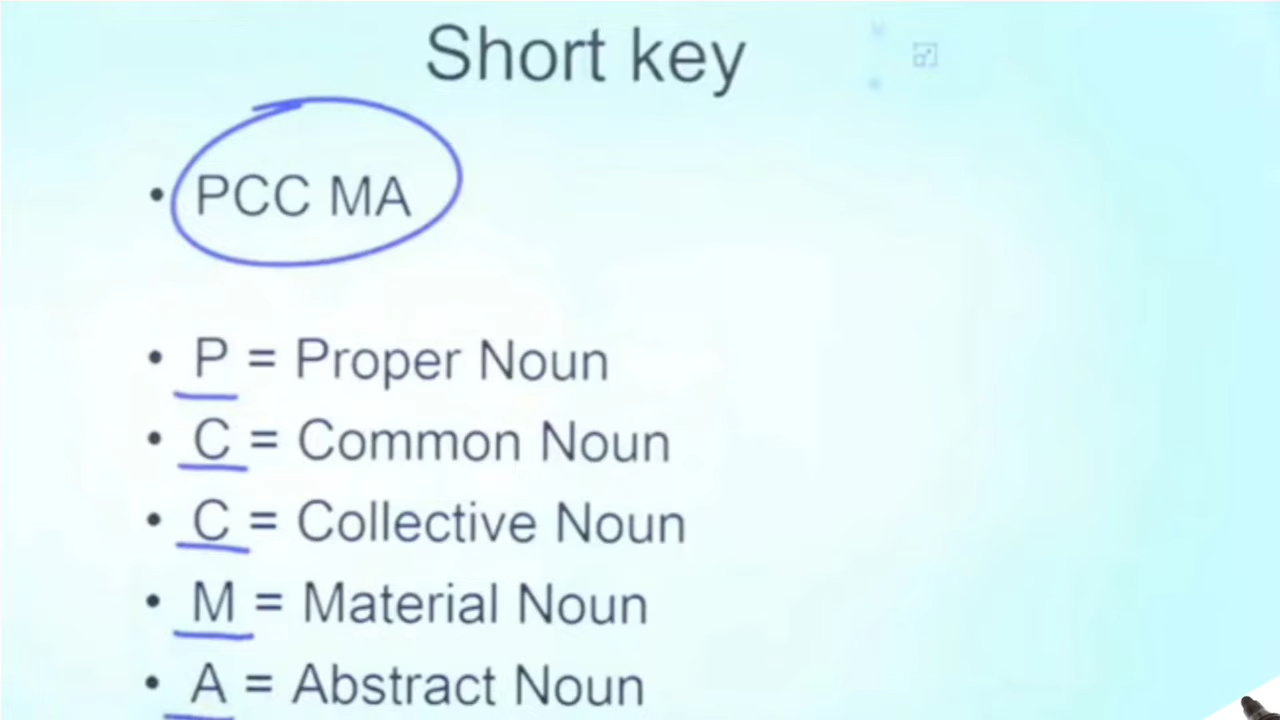 Short key
• PCC MA
• P = Proper Noun
• C = Common Noun
• C = Collective Noun
• M = Material Noun
• A = Abstract Noun